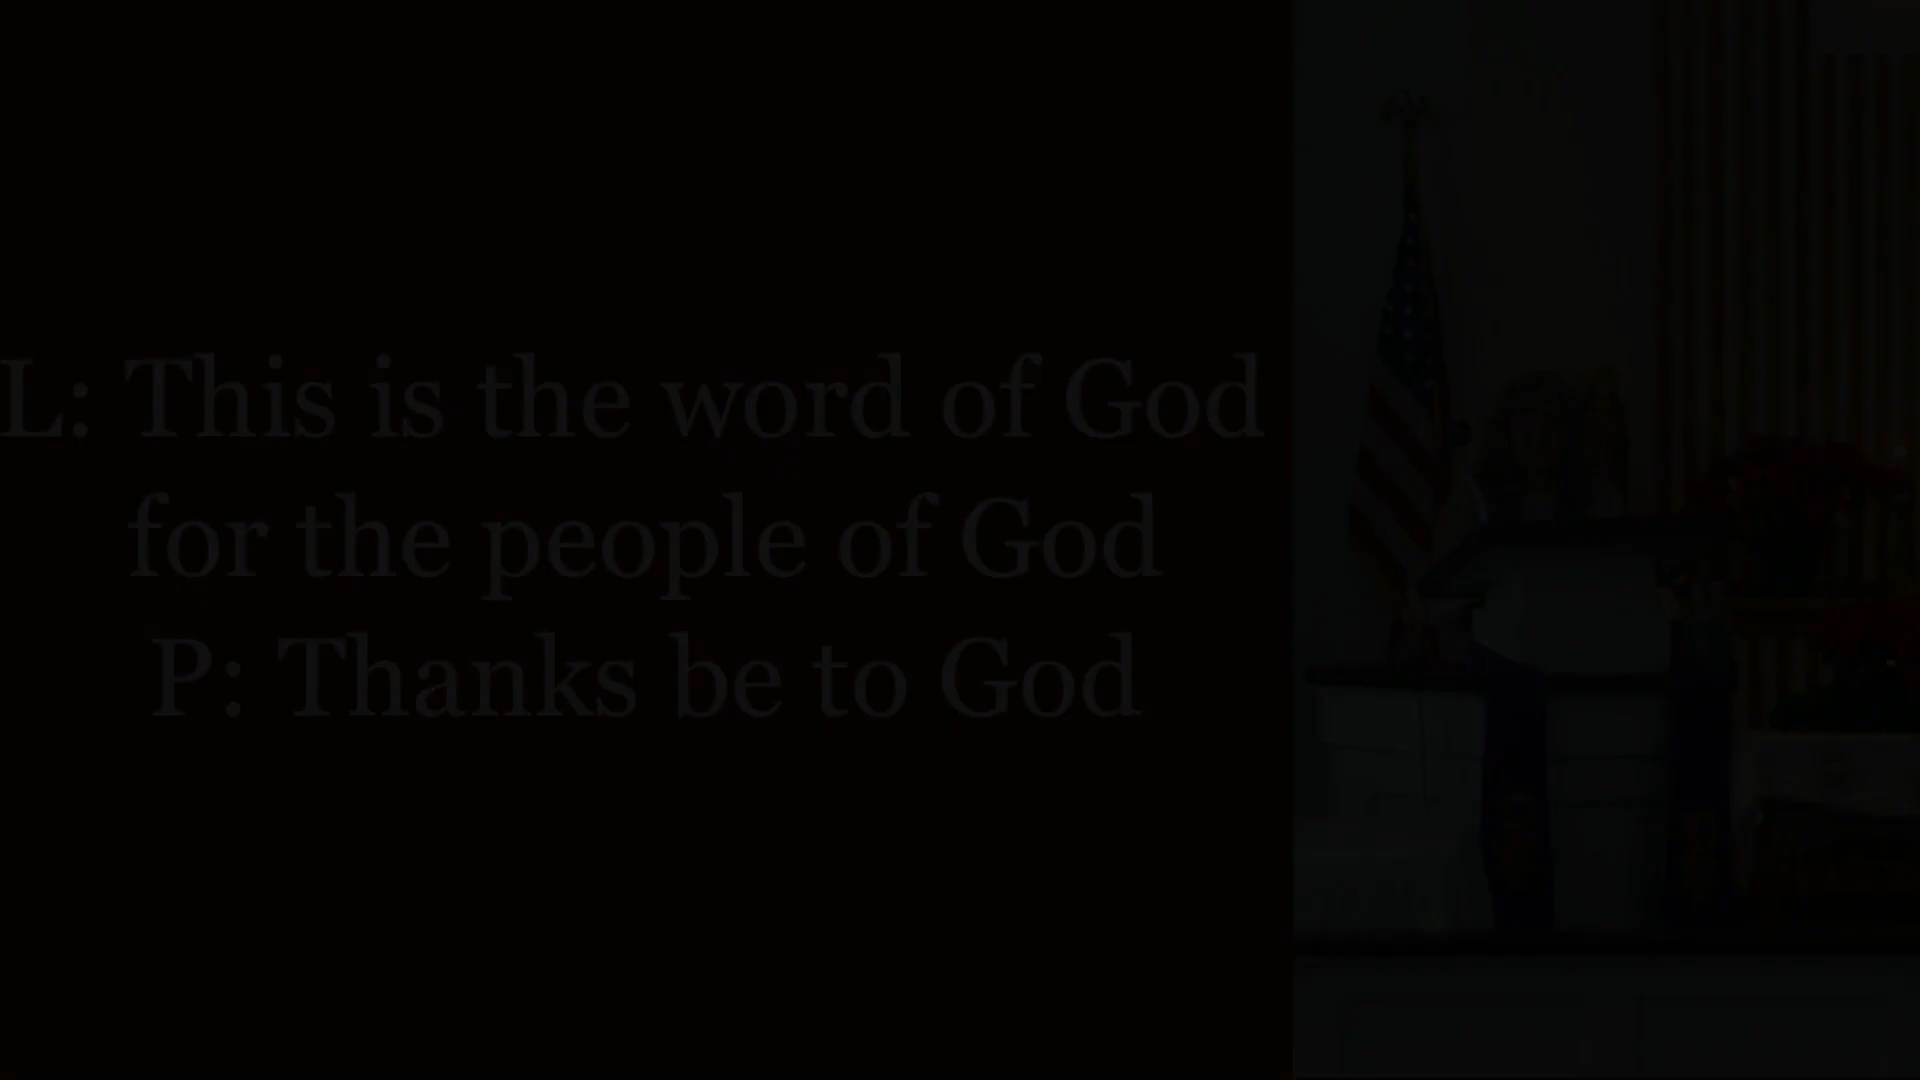 L: This is the word of God
for the people of God
P: Thanks be to God